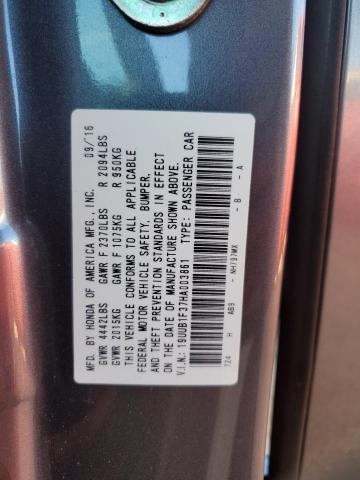 MFD. BY HONDA OF AMERICA MFG., INC. 09/16
GVWR 4442LBS GAWR F 2370LBS R 2094LBS
GVWR 2015KG GAWR F 1075KG R 950KG
THIS VEHICLE CONFORMS TO ALL APPLICABLE
FEDERAL MOTOR VEHICLE SAFETY, BUMPER,
AND THEFT PREVENTION STANDARDS IN EFFECT
ON THE DATE OF MANUFACTURE SHOWN ABOVE.
V.I.N.: 19UUB1F37HA003861 TYPE: PASSENGER CAR
TZ4 H AB9 - NH797MX - B - A